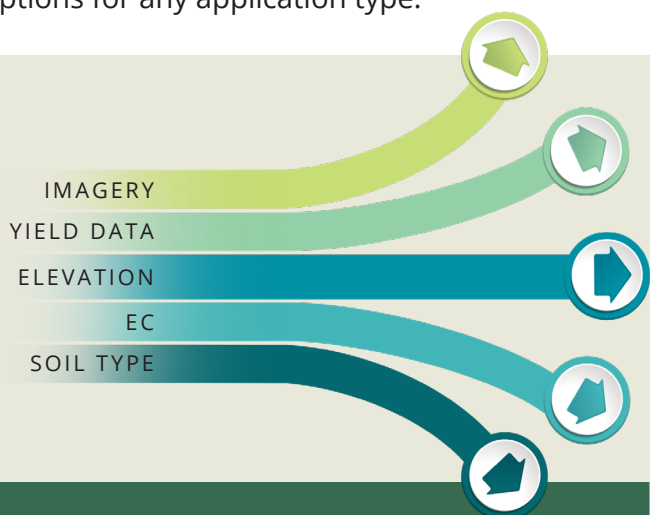 ptions for any application type.
IMAGERY
YIELD DATA
ELEVATION
EC
SOIL TYPE